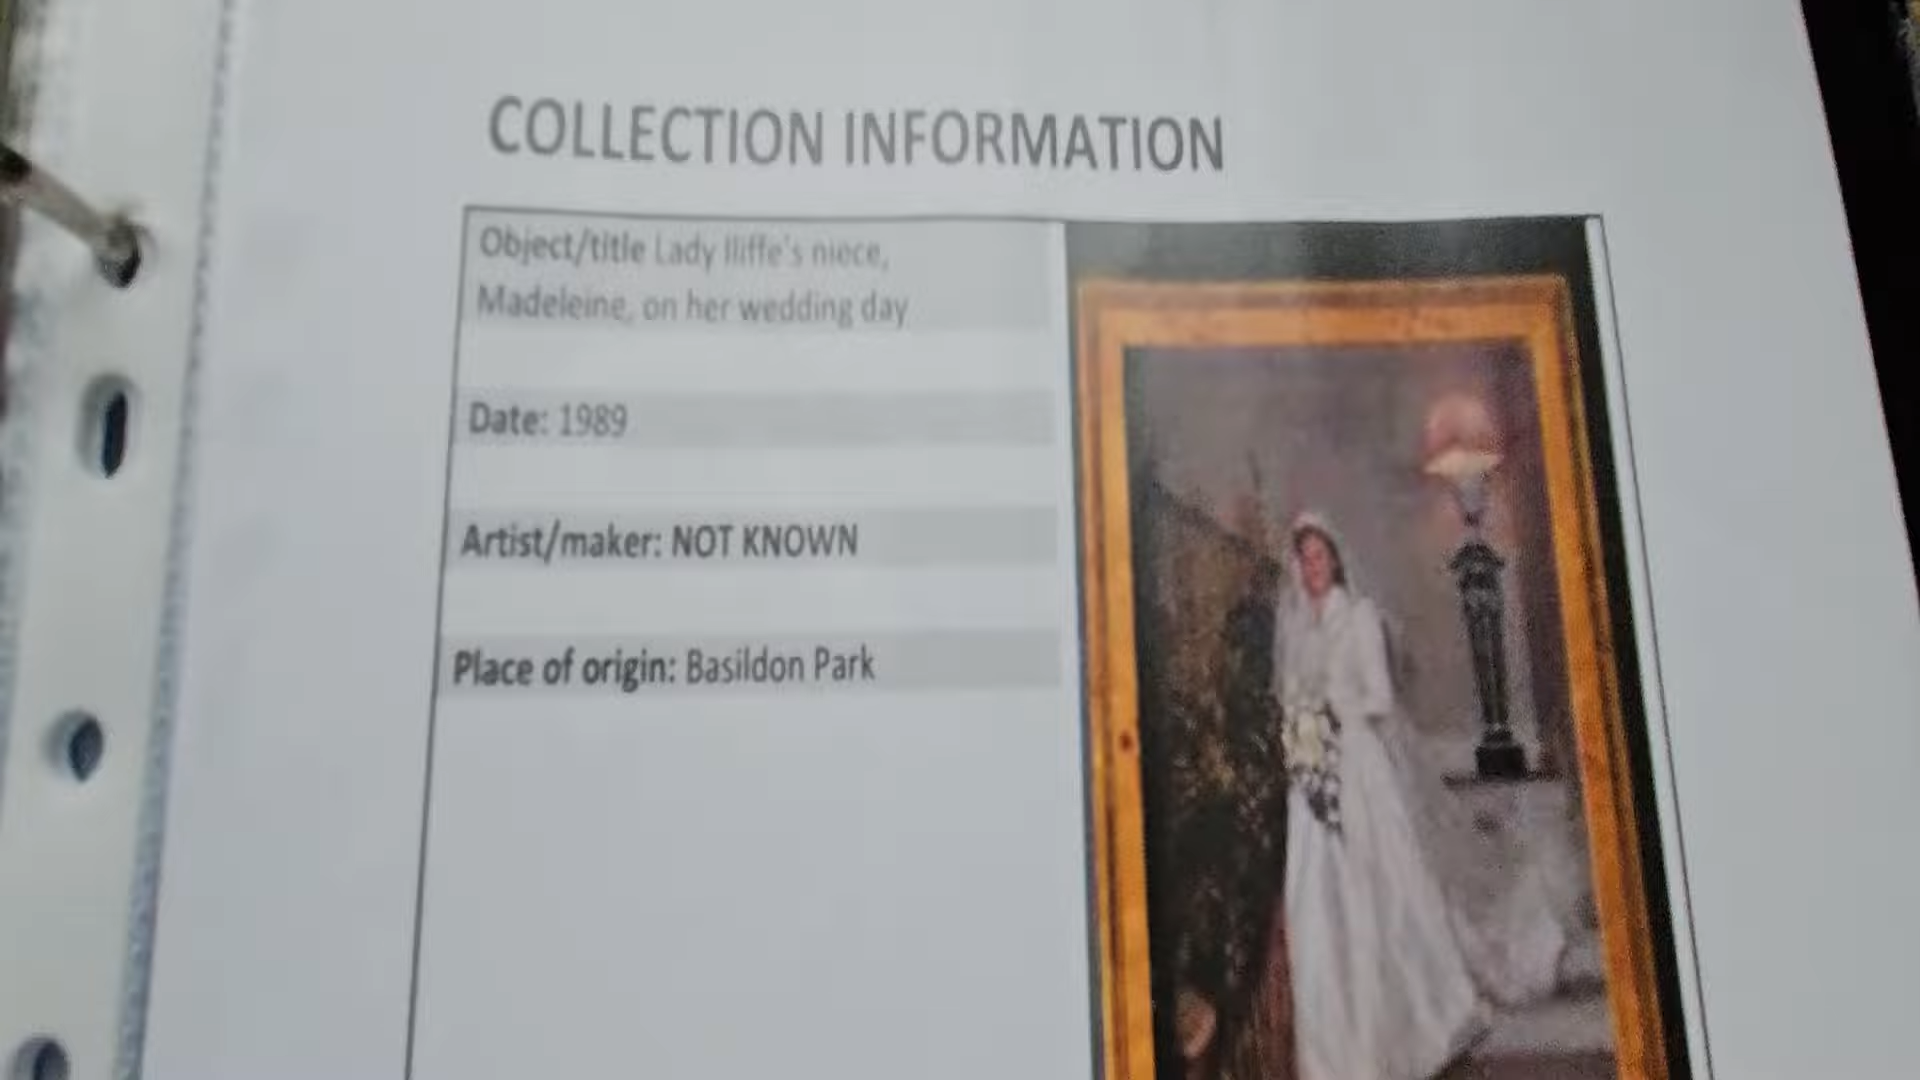 COLLECTION INFORMATION
Object/title Lady Iliffe's niece,
Madeleine, on her wedding day
Date: 1989
Artist/maker: NOT KNOWN
Place of origin: Basildon Park